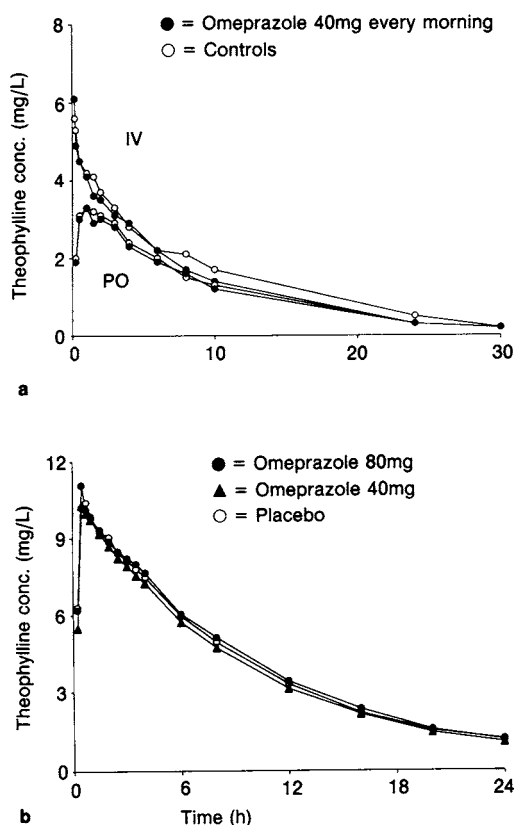 ● = Omeprazole 40mg every morning
○ = Controls
Theophylline conc. (mg/L)
8
6
4
2
0
IV
PO
0
10
20
30
a
● = Omeprazole 80mg
▲ = Omeprazole 40mg
○ = Placebo
Theophylline conc. (mg/L)
12
9
6
3
0
0
6
12
18
24
b
Time (h)